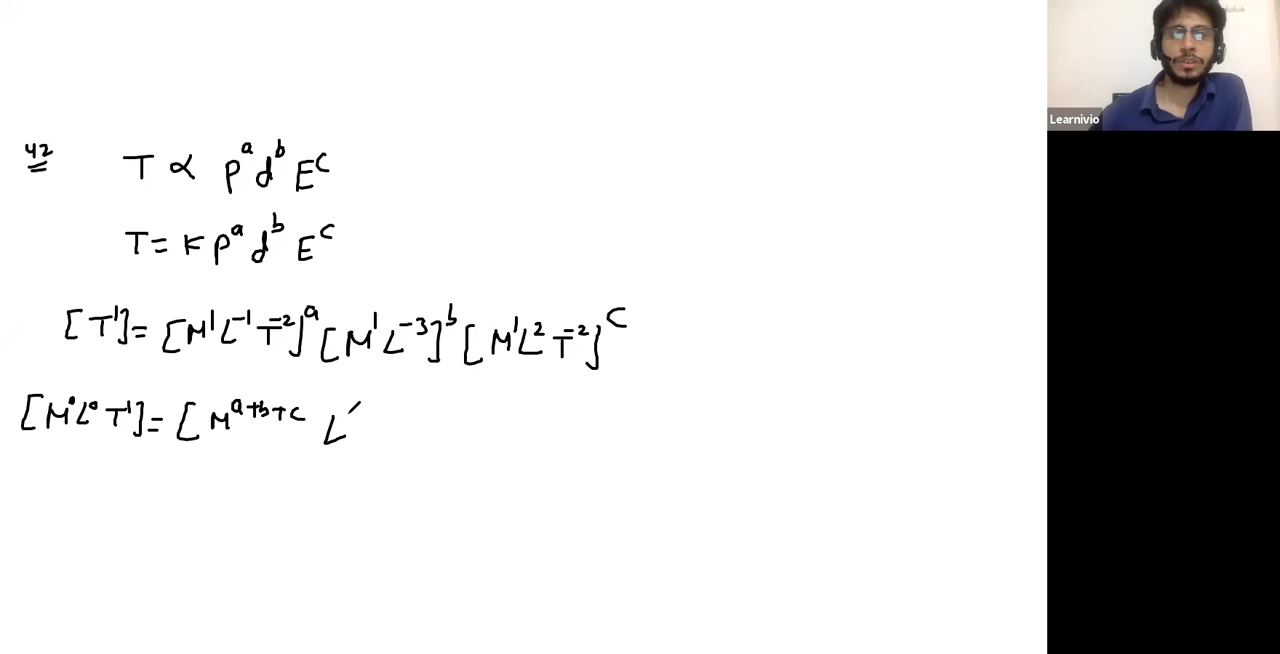 42 T ∝ P^a d^b E^c
T = K P^a d^b E^c
[T^1] = [M^1 L^-1 T^-2]^a [M^1 L^-3]^b [M^1 L^2 T^-2]^c
[M^0 L^0 T^1] = [M^a+b+c L
Learnivio